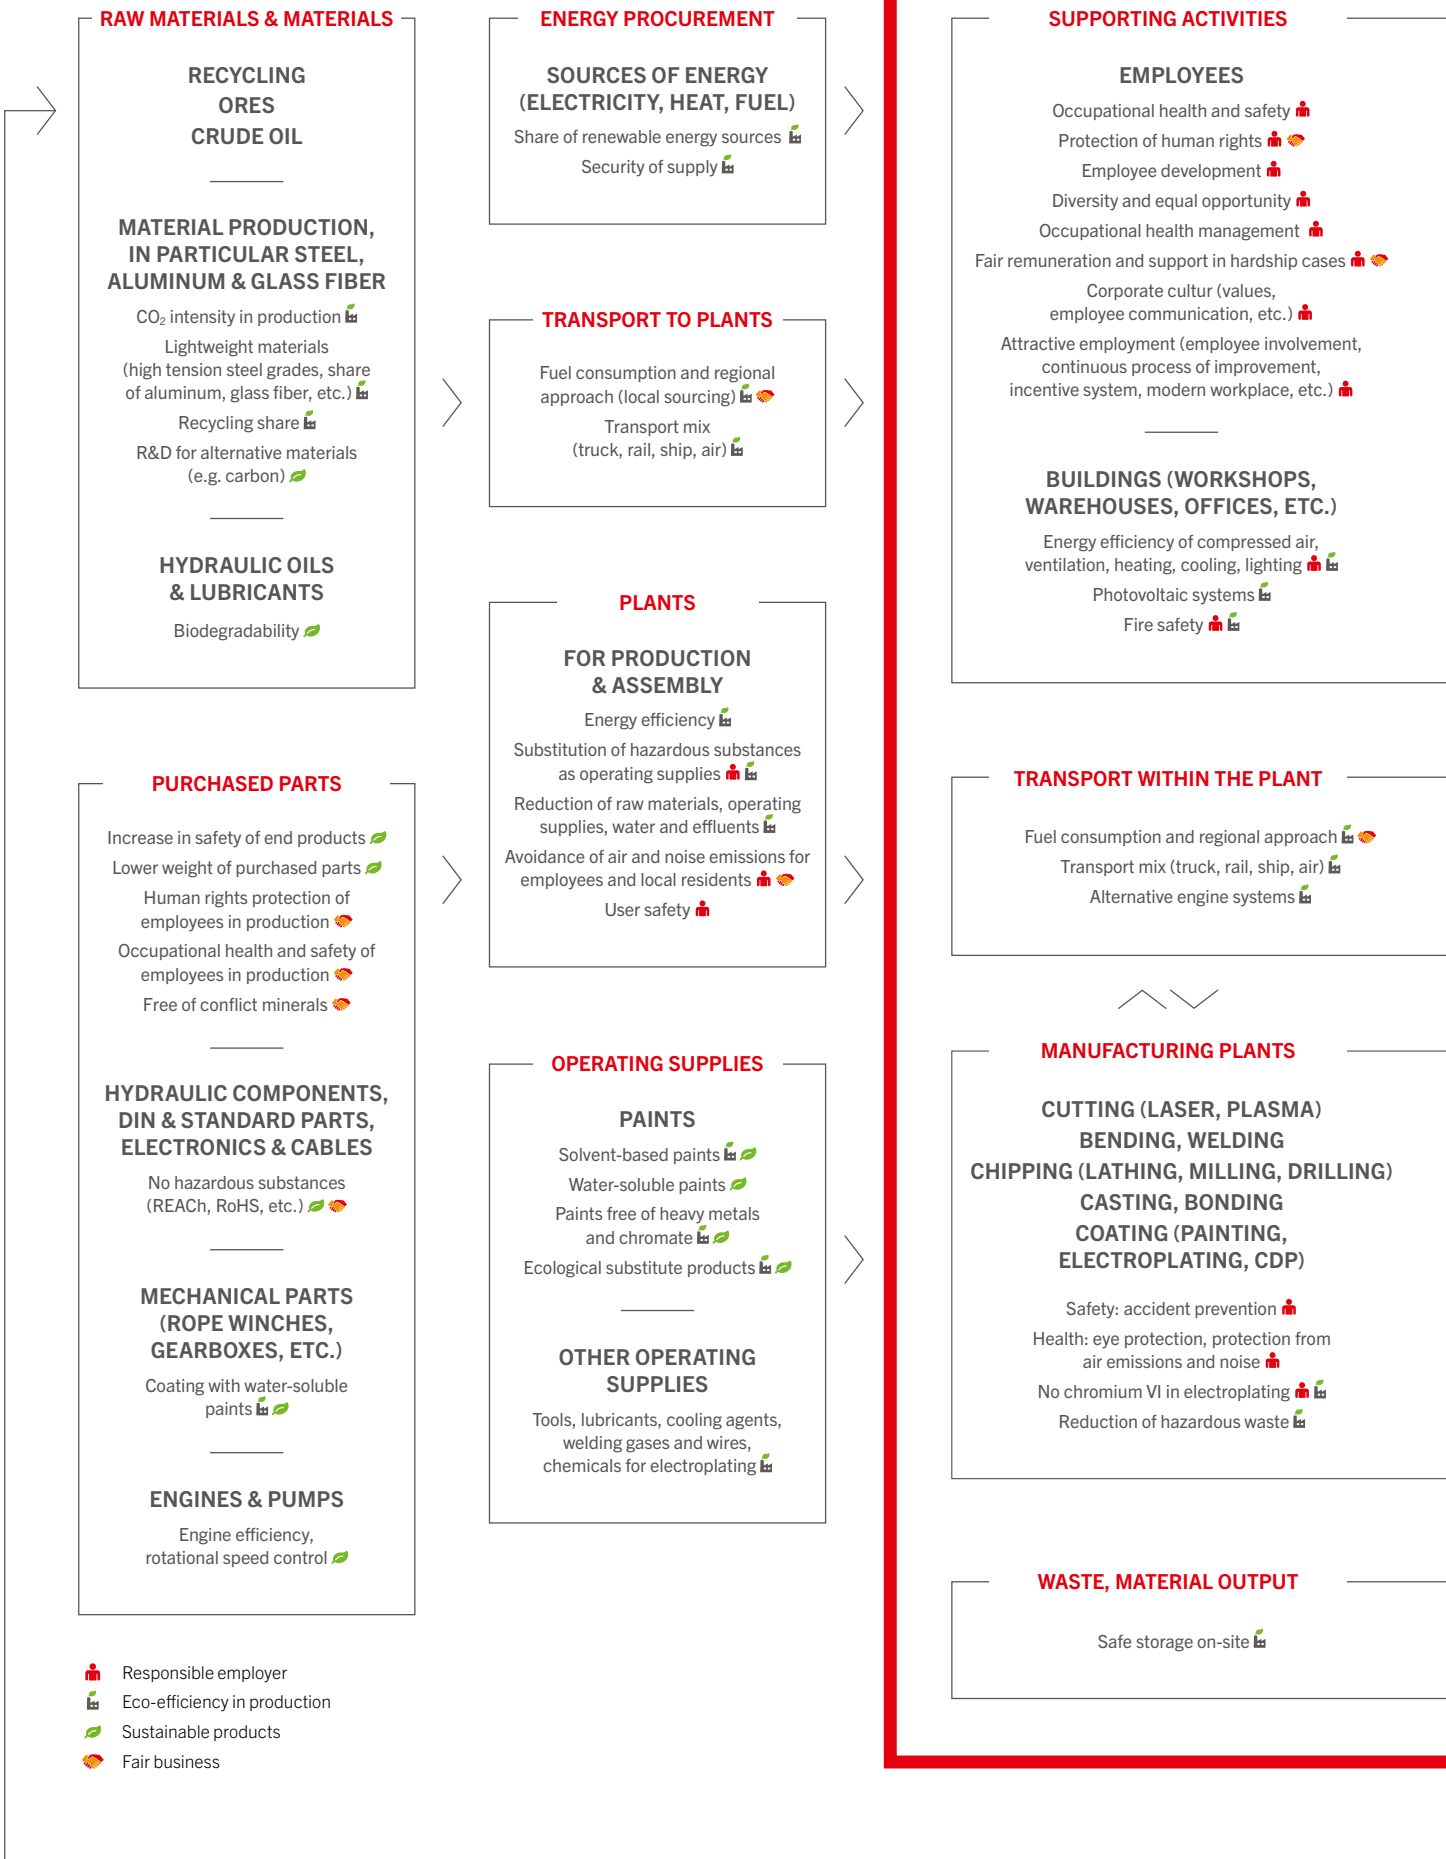 RAW MATERIALS & MATERIALS
RECYCLING
ORES
CRUDE OIL
MATERIAL PRODUCTION,
IN PARTICULAR STEEL,
ALUMINUM & GLASS FIBER
CO₂ intensity in production
Lightweight materials
(high tension steel grades, share
of aluminum, glass fiber, etc.)
Recycling share
R&D for alternative materials
(e.g. carbon)
HYDRAULIC OILS
& LUBRICANTS
Biodegradability
PURCHASED PARTS
Increase in safety of end products
Lower weight of purchased parts
Human rights protection of
employees in production
Occupational health and safety of
employees in production
Free of conflict minerals
HYDRAULIC COMPONENTS,
DIN & STANDARD PARTS,
ELECTRONICS & CABLES
No hazardous substances
(REACh, RoHS, etc.)
MECHANICAL PARTS
(ROPE WINCHES,
GEARBOXES, ETC.)
Coating with water-soluble
paints
ENGINES & PUMPS
Engine efficiency,
rotational speed control
Responsible employer
Eco-efficiency in production
Sustainable products
Fair business
ENERGY PROCUREMENT
SOURCES OF ENERGY
(ELECTRICITY, HEAT, FUEL)
Share of renewable energy sources
Security of supply
TRANSPORT TO PLANTS
Fuel consumption and regional
approach (local sourcing)
Transport mix
(truck, rail, ship, air)
PLANTS
FOR PRODUCTION
& ASSEMBLY
Energy efficiency
Substitution of hazardous substances
as operating supplies
Reduction of raw materials, operating
supplies, water and effluents
Avoidance of air and noise emissions for
employees and local residents
User safety
OPERATING SUPPLIES
PAINTS
Solvent-based paints
Water-soluble paints
Paints free of heavy metals
and chromate
Ecological substitute products
OTHER OPERATING
SUPPLIES
Tools, lubricants, cooling agents,
welding gases and wires,
chemicals for electroplating
SUPPORTING ACTIVITIES
EMPLOYEES
Occupational health and safety
Protection of human rights
Employee development
Diversity and equal opportunity
Occupational health management
Fair remuneration and support in hardship cases
Corporate cultur (values,
employee communication, etc.)
Attractive employment (employee involvement,
continuous process of improvement,
incentive system, modern workplace, etc.)
BUILDINGS (WORKSHOPS,
WAREHOUSES, OFFICES, ETC.)
Energy efficiency of compressed air,
ventilation, heating, cooling, lighting
Photovoltaic systems
Fire safety
TRANSPORT WITHIN THE PLANT
Fuel consumption and regional approach
Transport mix (truck, rail, ship, air)
Alternative engine systems
MANUFACTURING PLANTS
CUTTING (LASER, PLASMA)
BENDING, WELDING
CHIPPING (LATHING, MILLING, DRILLING)
CASTING, BONDING
COATING (PAINTING,
ELECTROPLATING, CDP)
Safety: accident prevention
Health: eye protection, protection from
air emissions and noise
No chromium VI in electroplating
Reduction of hazardous waste
WASTE, MATERIAL OUTPUT
Safe storage on-site